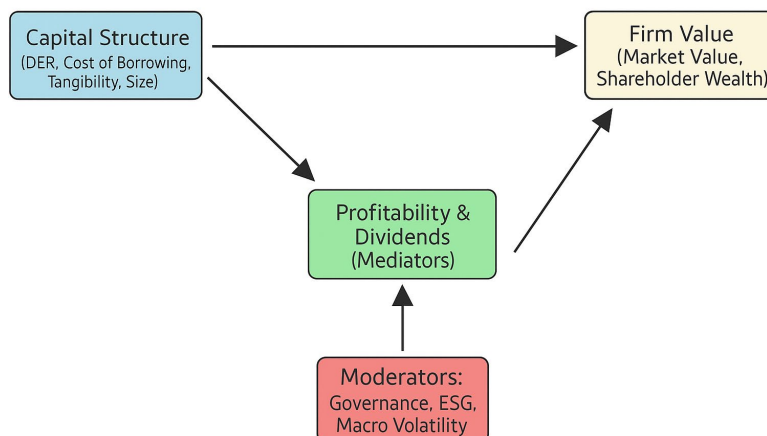 Capital Structure
(DER, Cost of Borrowing,
Tangibility, Size)
Firm Value
(Market Value,
Shareholder Wealth)
Profitability &
Dividends
(Mediators)
Moderators:
Governance, ESG,
Macro Volatility